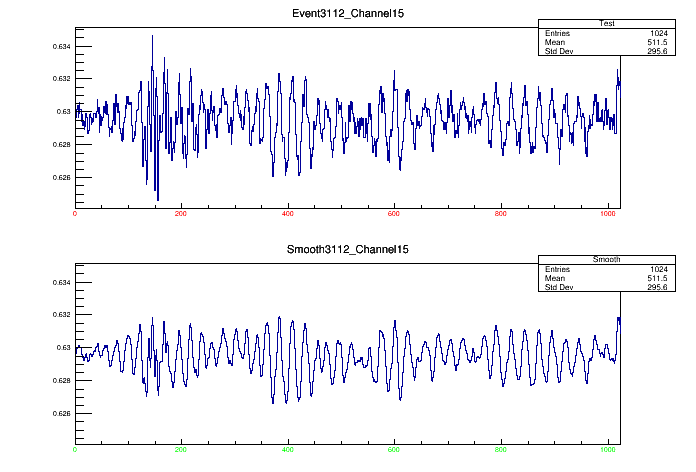 Event3112_Channel15
Test
Entries 1024
Mean 511.5
Std Dev 295.6
0.634
0.632
0.63
0.628
0.626
0 200 400 600 800 1000
Smooth3112_Channel15
Smooth
Entries 1024
Mean 511.5
Std Dev 295.6
0.634
0.632
0.63
0.628
0.626
0 200 400 600 800 1000